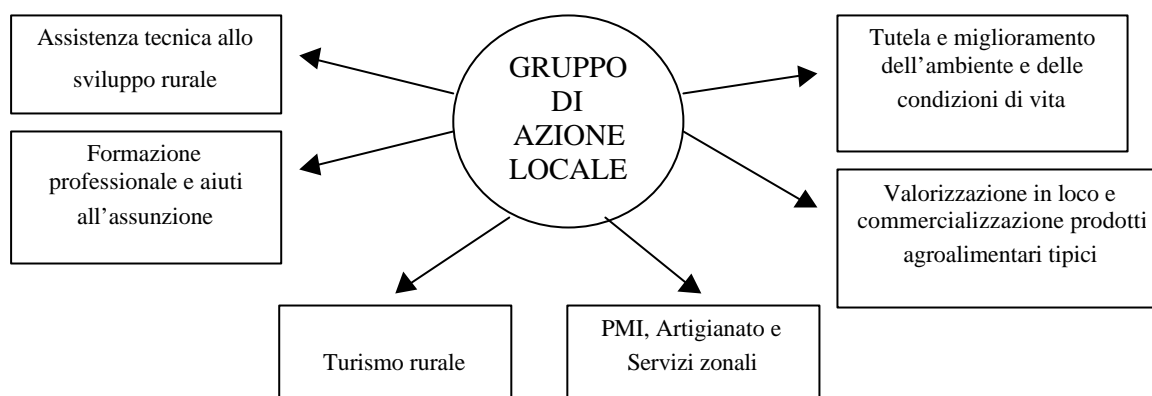 Assistenza tecnica allo
sviluppo rurale
GRUPPO
DI
AZIONE
LOCALE
Tutela e miglioramento
dell’ambiente e delle
condizioni di vita
Formazione
professionale e aiuti
all’assunzione
Valorizzazione in loco e
commercializzazione prodotti
agroalimentari tipici
Turismo rurale
PMI, Artigianato e
Servizi zonali